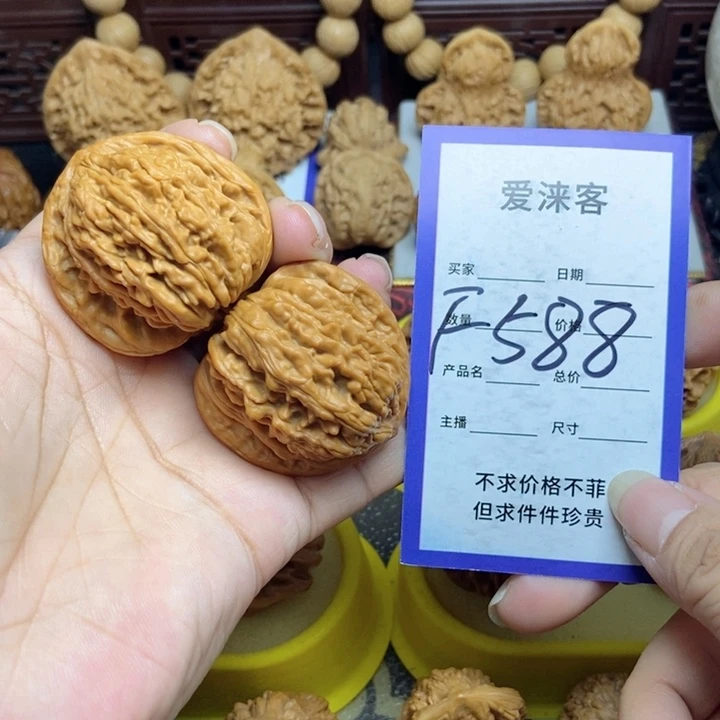 爱涞客
买家 日期
数量 价格
F-588
产品名 总价
主播 尺寸
不求价格不菲
但求件件珍贵